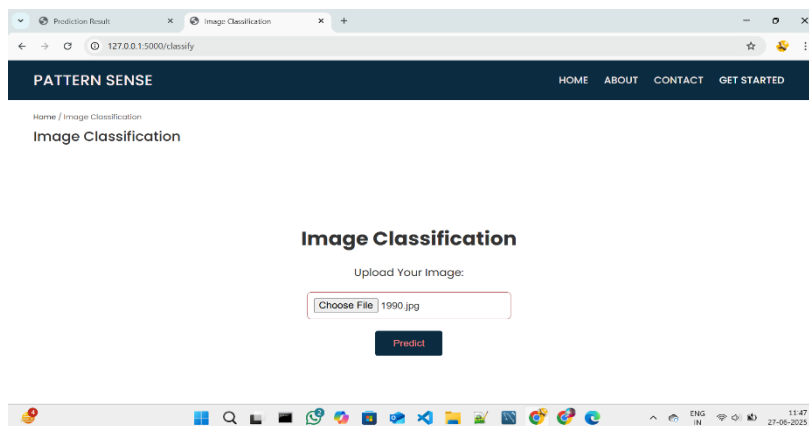 Prediction Result
Image Classification
127.0.0.1:5000/classify
PATTERN SENSE
HOME ABOUT CONTACT GET STARTED
Home / Image Classification
Image Classification
Image Classification
Upload Your Image:
Choose File 1990.jpg
Predict
ENG
IN
11:47
27-06-2025